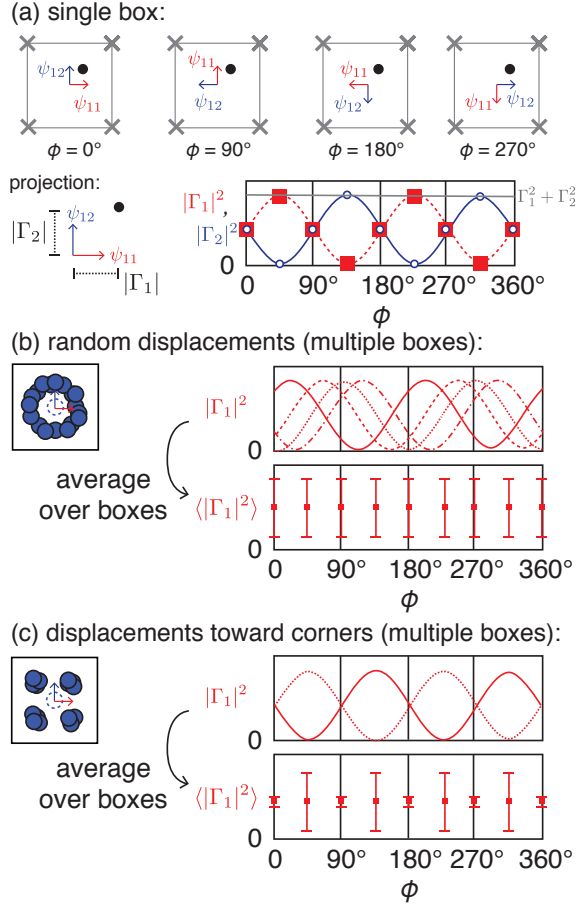 (a) single box:
ψ12 ψ11
ψ11 ψ12
ψ11 ψ12
ψ11 ψ12
ϕ = 0° ϕ = 90° ϕ = 180° ϕ = 270°
projection:
|Γ2| ψ12 ψ11
|Γ1|
|Γ1|²,
|Γ2|²
Γ1² + Γ2²
0
0 90° 180° 270° 360°
ϕ
(b) random displacements (multiple boxes):
|Γ1|²
0
average
over boxes
⟨|Γ1|²⟩
0
0 90° 180° 270° 360°
ϕ
(c) displacements toward corners (multiple boxes):
|Γ1|²
0
average
over boxes
⟨|Γ1|²⟩
0
0 90° 180° 270° 360°
ϕ